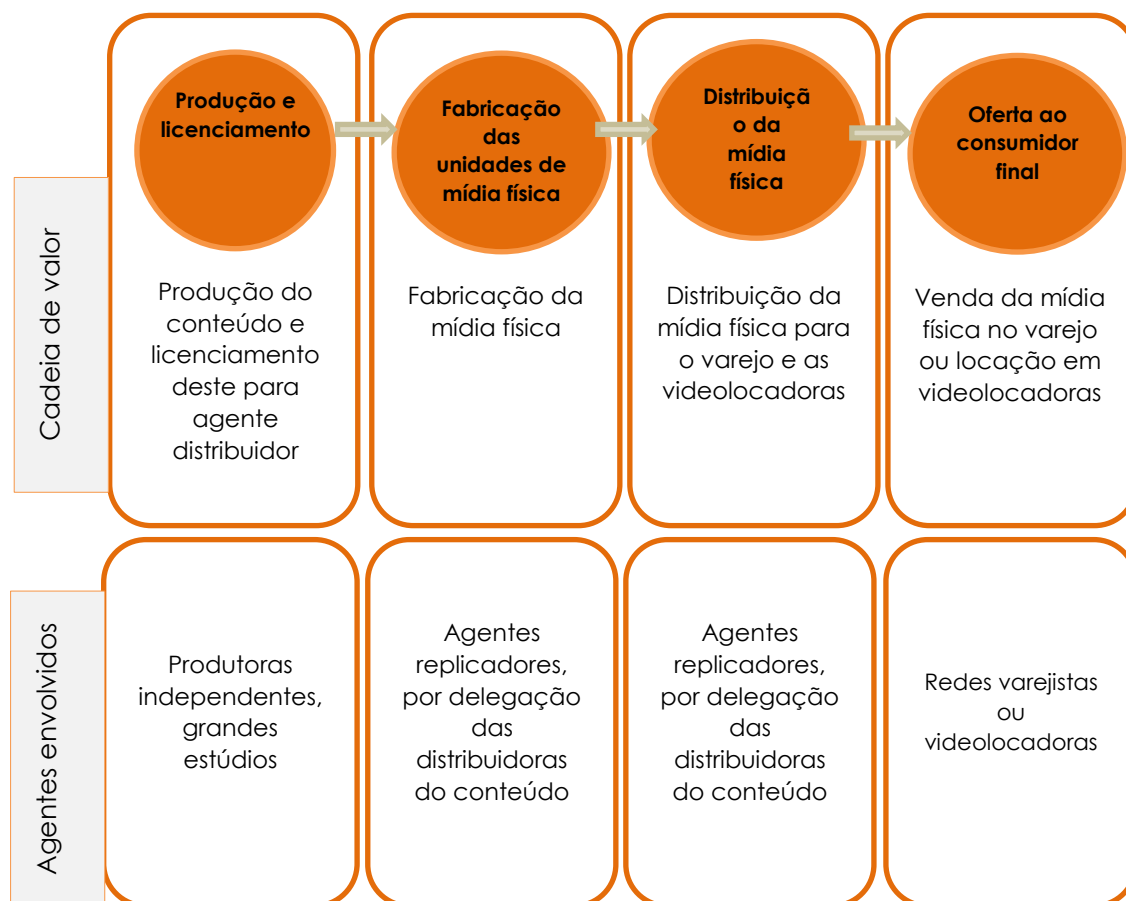 Cadeia de valor
Produção e
licenciamento
Fabricação
das
unidades de
mídia física
Distribuiçã
o da
mídia
física
Oferta ao
consumidor
final
Produção do
conteúdo e
licenciamento
deste para
agente
distribuidor
Fabricação da
mídia física
Distribuição da
mídia física para
o varejo e as
videolocadoras
Venda da mídia
física no varejo
ou locação em
videolocadoras
Agentes envolvidos
Produtoras
independentes,
grandes
estúdios
Agentes
replicadores,
por delegação
das
distribuidoras
do conteúdo
Agentes
replicadores,
por delegação
das
distribuidoras
do conteúdo
Redes varejistas
ou
videolocadoras